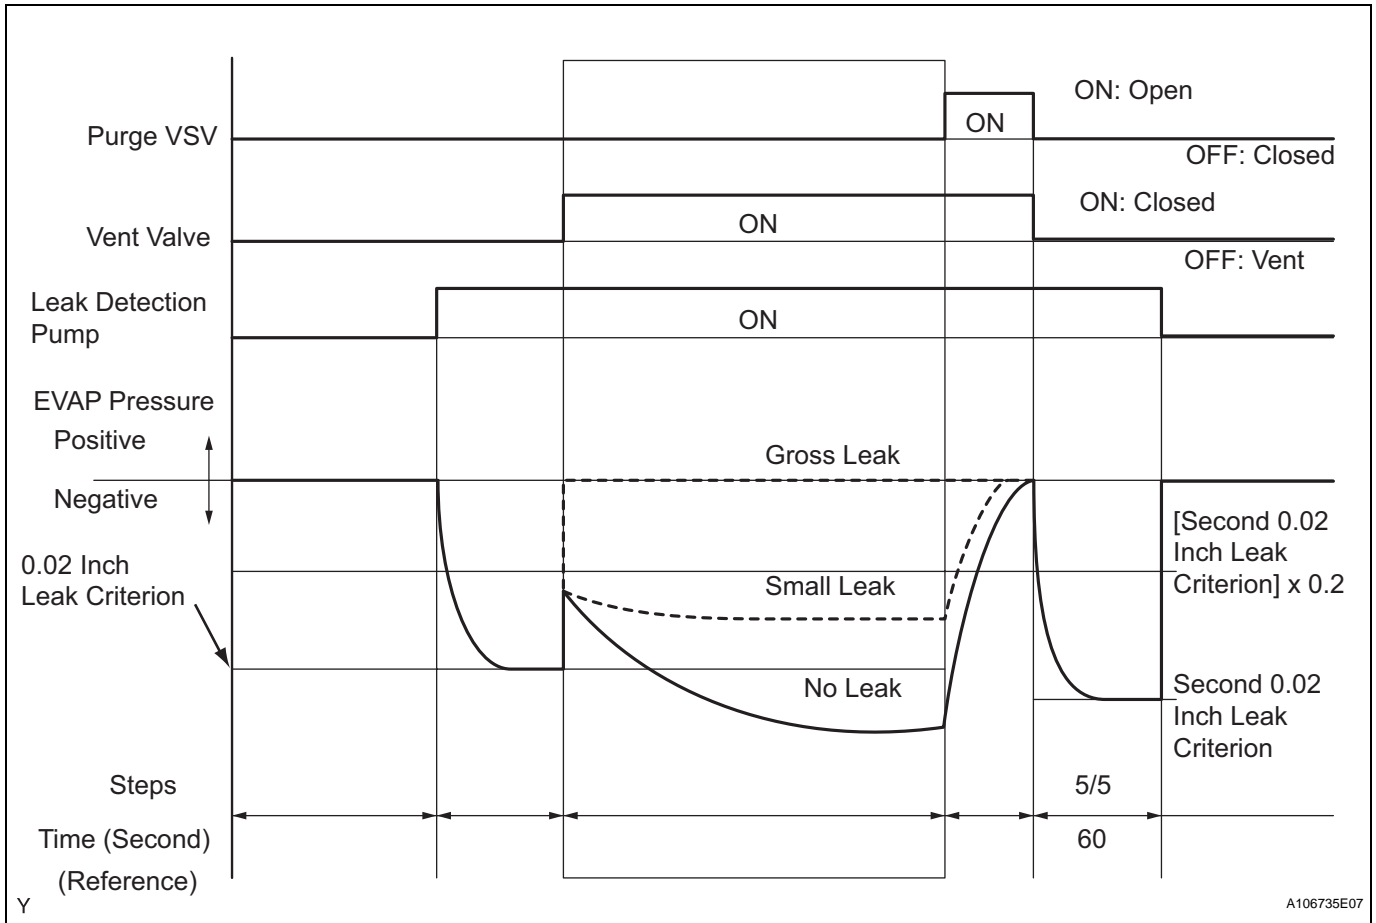 ON: Open
Purge VSV
ON
OFF: Closed
ON: Closed
Vent Valve
ON
OFF: Vent
Leak Detection
Pump
ON
EVAP Pressure
Positive
Negative
Gross Leak
0.02 Inch
Leak Criterion
Small Leak
[Second 0.02
Inch Leak
Criterion] x 0.2
No Leak
Second 0.02
Inch Leak
Criterion
Steps
5/5
Time (Second)
60
(Reference)
Y
A106735E07